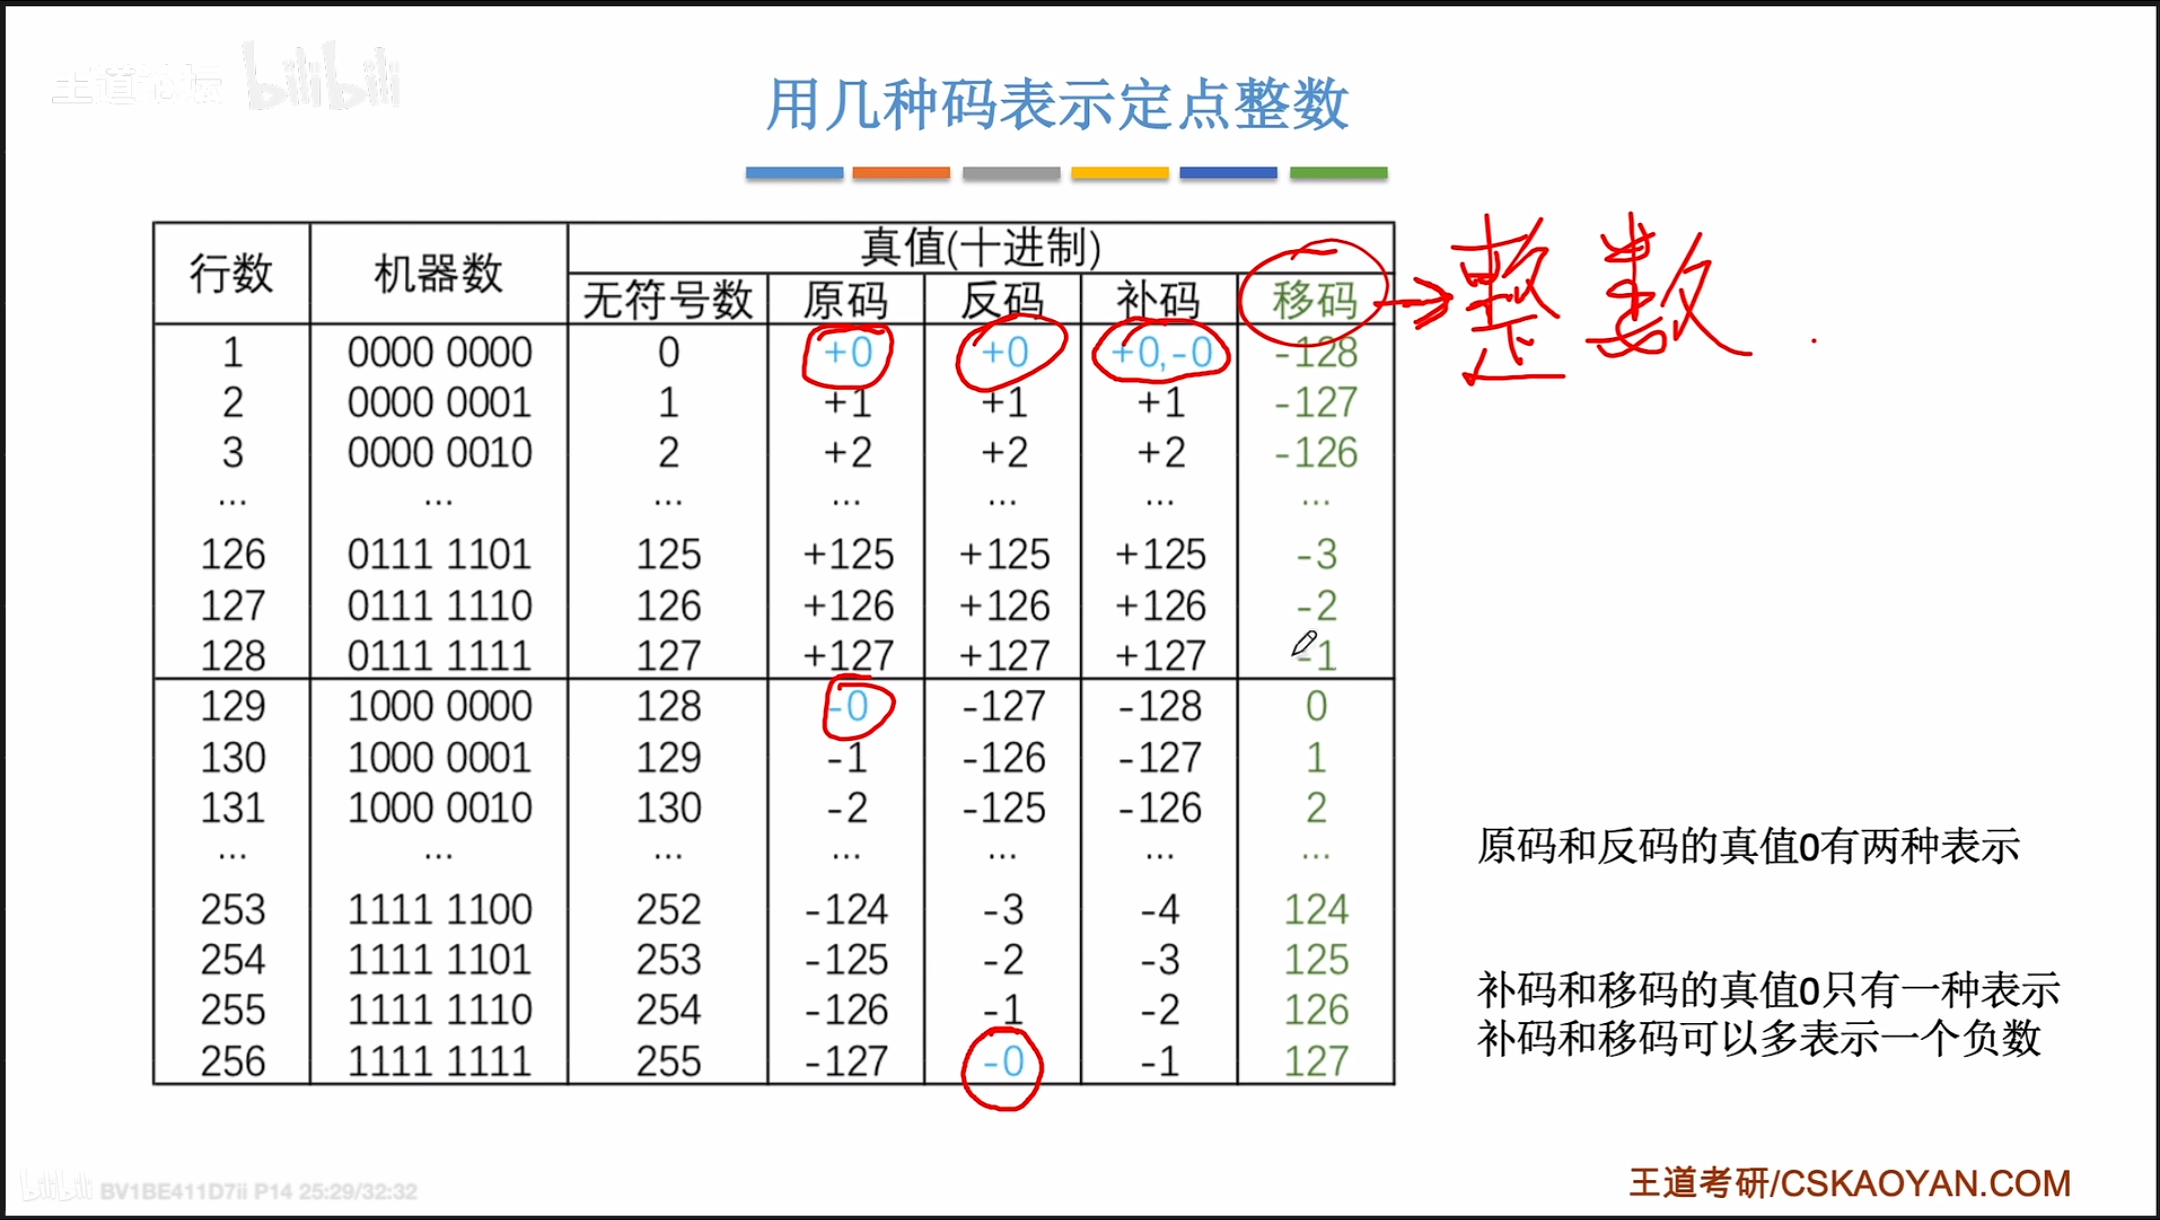 王道论坛 bilibili
用几种码表示定点整数
行数 机器数 真值(十进制)
无符号数 原码 反码 补码 移码 → 整数
1 0000 0000 0 +0 +0 +0,-0 -128
2 0000 0001 1 +1 +1 +1 -127
3 0000 0010 2 +2 +2 +2 -126
... ... ... ... ... ... ...
126 0111 1101 125 +125 +125 +125 -3
127 0111 1110 126 +126 +126 +126 -2
128 0111 1111 127 +127 +127 +127 -1
129 1000 0000 128 -0 -127 -128 0
130 1000 0001 129 -1 -126 -127 1
131 1000 0010 130 -2 -125 -126 2
... ... ... ... ... ... ...
253 1111 1100 252 -124 -3 -4 124
254 1111 1101 253 -125 -2 -3 125
255 1111 1110 254 -126 -1 -2 126
256 1111 1111 255 -127 -0 -1 127
原码和反码的真值0有两种表示
补码和移码的真值0只有一种表示
补码和移码可以多表示一个负数
bilibili BV1BE411D7ii P14 25:29/32:32
王道考研/CSKAOYAN.COM